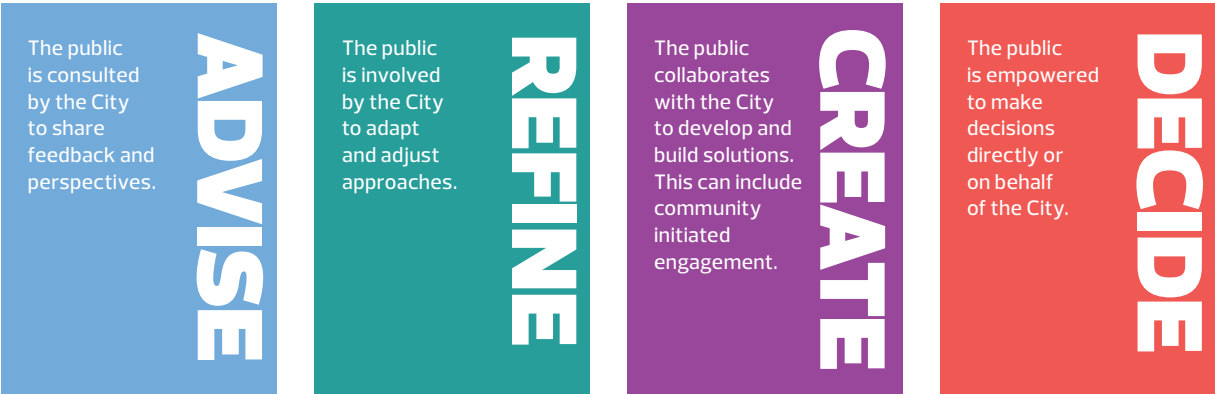 The public
is consulted
by the City
to share
feedback and
perspectives.
ADVISE
The public
is involved
by the City
to adapt
and adjust
approaches.
REFINE
The public
collaborates
with the City
to develop and
build solutions.
This can include
community
initiated
engagement.
CREATE
The public
is empowered
to make
decisions
directly or
on behalf
of the City.
DECIDE